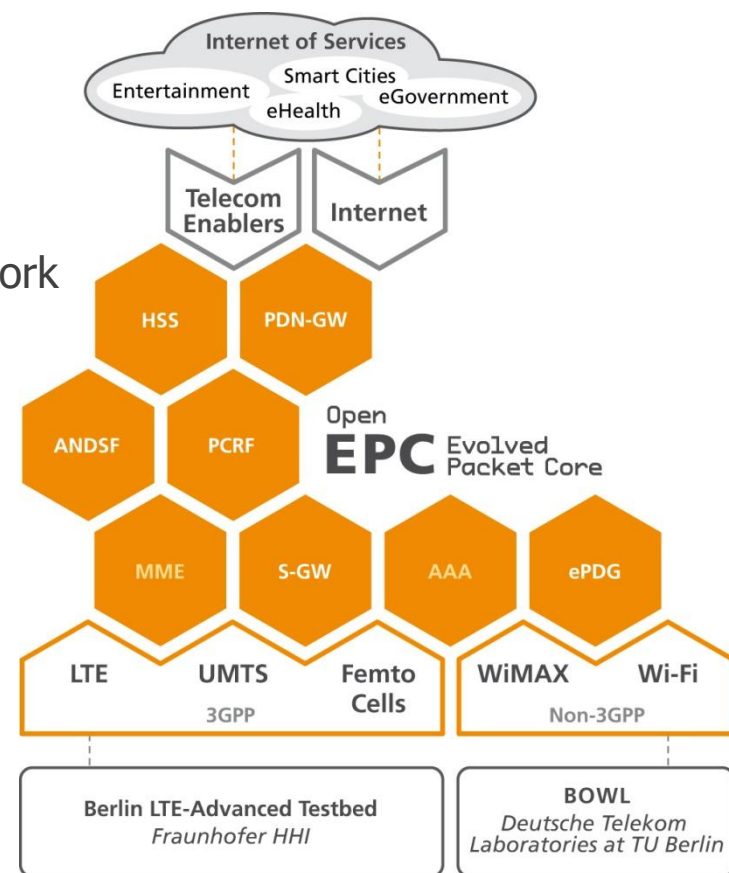 Internet of Services
Smart Cities
Entertainment
eGovernment
eHealth
Telecom
Enablers
Internet
ork
HSS
PDN-GW
ANDSF
PCRF
Open
EPC
Evolved
Packet Core
MME
S-GW
AAA
ePDG
LTE
UMTS
Femto
Cells
3GPP
WiMAX
Wi-Fi
Non-3GPP
Berlin LTE-Advanced Testbed
Fraunhofer HHI
BOWL
Deutsche Telekom
Laboratories at TU Berlin